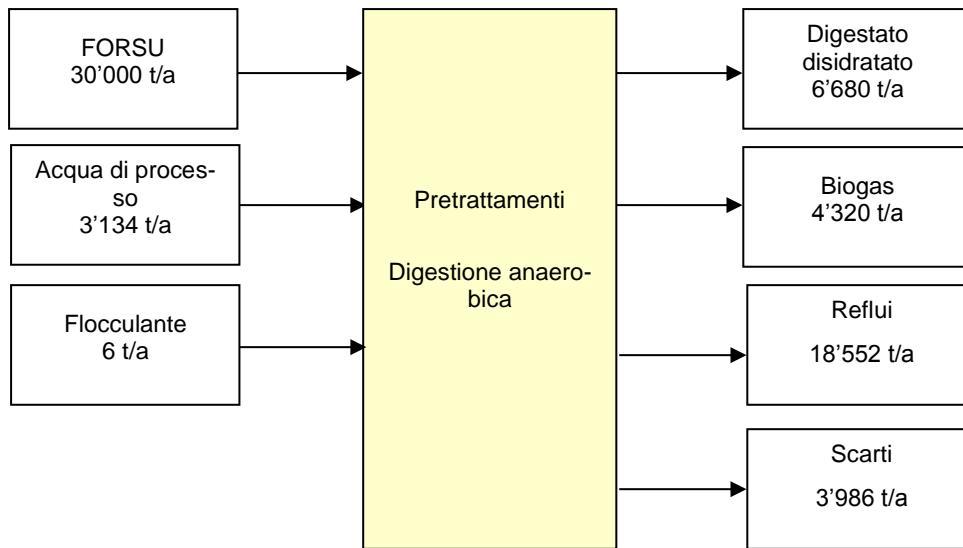 FORSU
30’000 t/a
Acqua di proces-
so
3’134 t/a
Flocculante
6 t/a
Pretrattamenti
Digestione anaero-
bica
Digestato
disidratato
6’680 t/a
Biogas
4’320 t/a
Reflui
18’552 t/a
Scarti
3’986 t/a